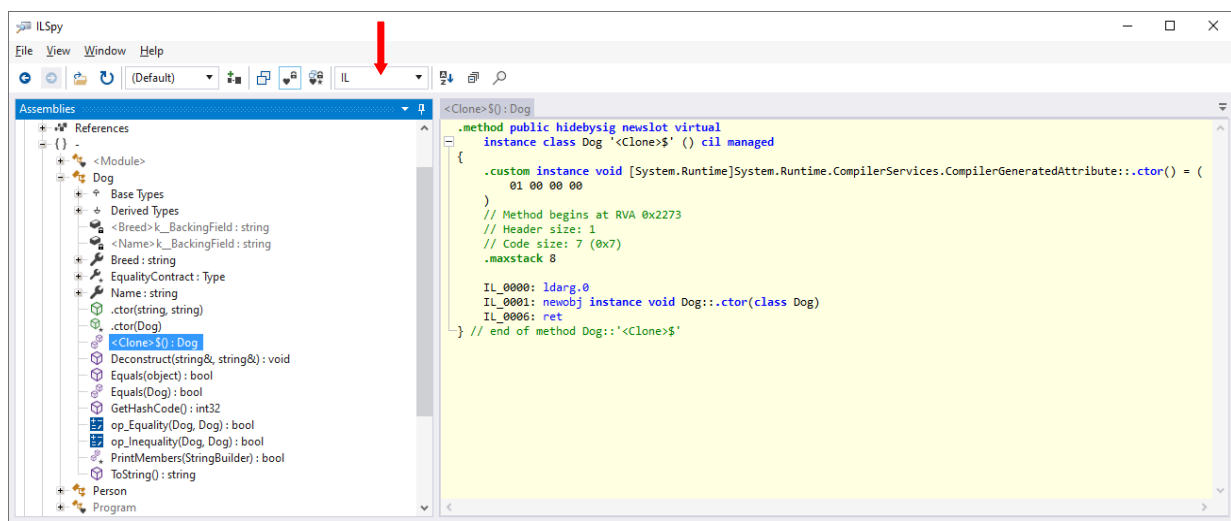 ILSpy
File View Window Help
(Default) IL
Assemblies
References
{} -
<Module>
Dog
Base Types
Derived Types
<Breed>k__BackingField : string
<Name>k__BackingField : string
Breed : string
EqualityContract : Type
Name : string
.ctor(string, string)
.ctor(Dog)
<Clone>$() : Dog
Deconstruct(string&, string&) : void
Equals(object) : bool
Equals(Dog) : bool
GetHashCode() : int32
op_Equality(Dog, Dog) : bool
op_Inequality(Dog, Dog) : bool
PrintMembers(StringBuilder) : bool
ToString() : string
Person
Program
<Clone>$() : Dog
.method public hidebysig newslot virtual
instance class Dog '<Clone>$' () cil managed
{
.custom instance void [System.Runtime]System.Runtime.CompilerServices.CompilerGeneratedAttribute::.ctor() = (
01 00 00 00
)
// Method begins at RVA 0x2273
// Header size: 1
// Code size: 7 (0x7)
.maxstack 8
IL_0000: ldarg.0
IL_0001: newobj instance void Dog::.ctor(class Dog)
IL_0006: ret
} // end of method Dog::'<Clone>$'